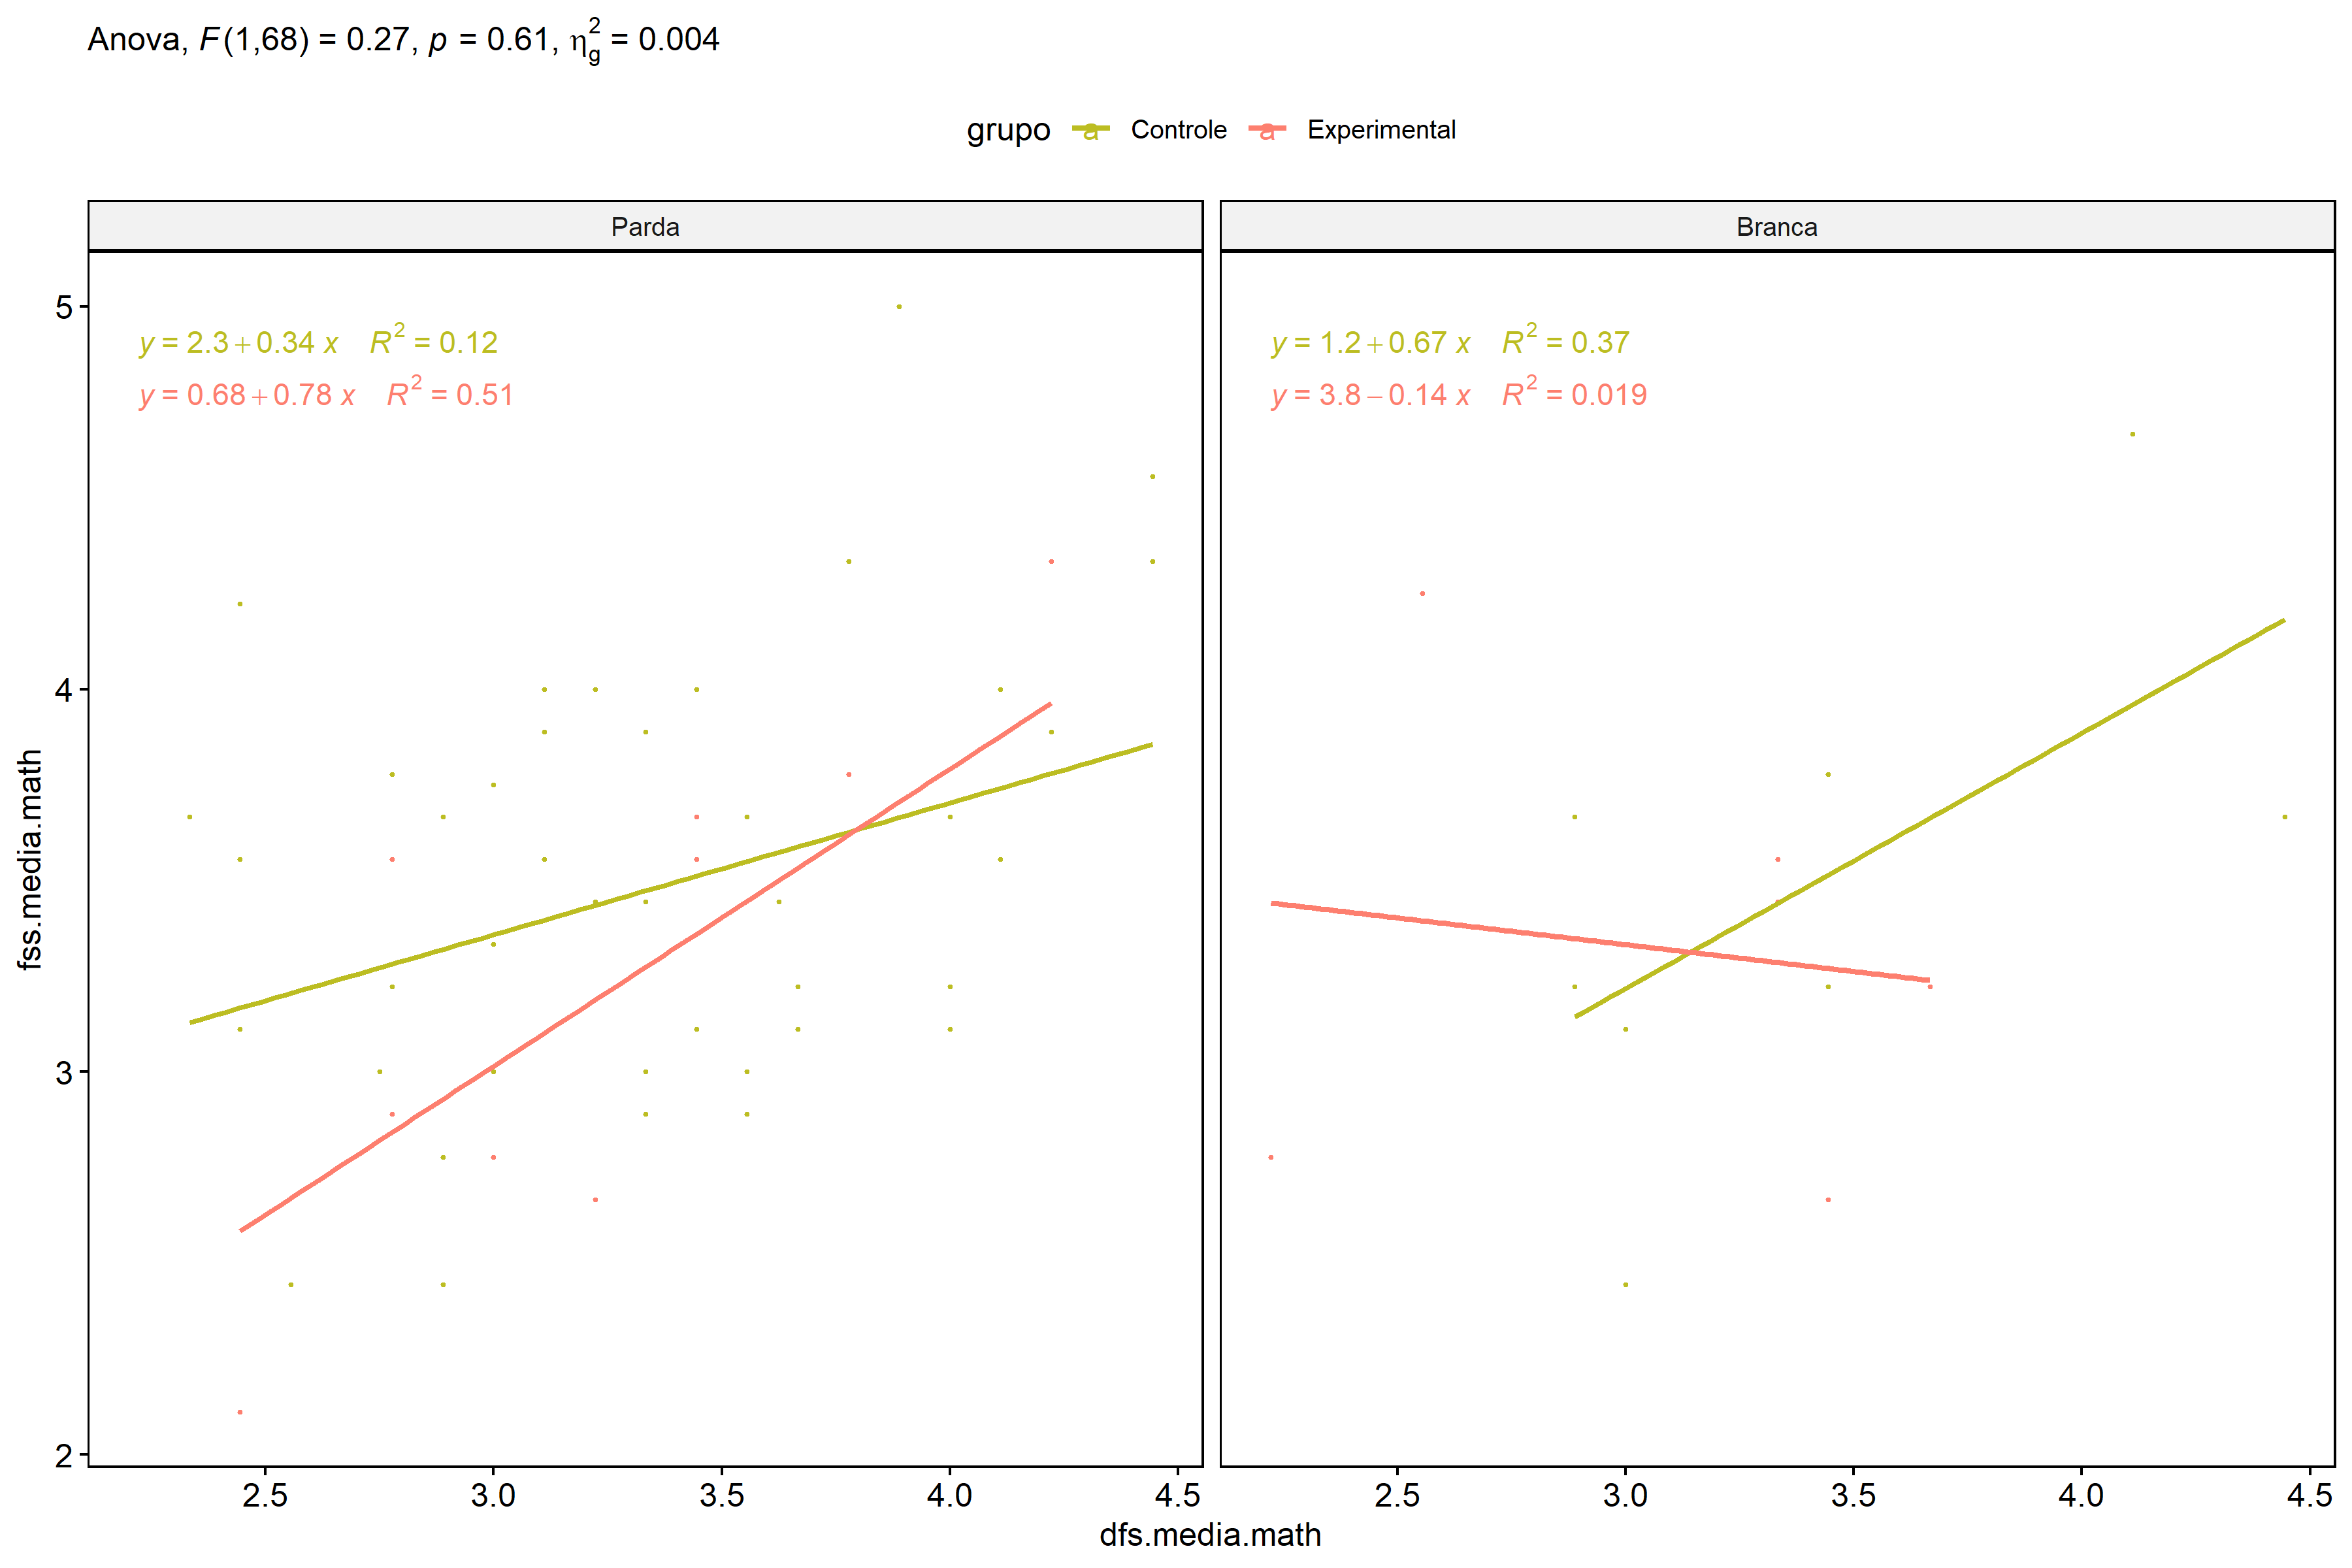 Anova, F(1,68) = 0.27, p = 0.61, η²g = 0.004
grupo a Controle a Experimental
Parda Branca
y = 2.3 + 0.34 x R² = 0.12
y = 0.68 + 0.78 x R² = 0.51
y = 1.2 + 0.67 x R² = 0.37
y = 3.8 − 0.14 x R² = 0.019
5
4
3
2
fss.media.math
2.5 3.0 3.5 4.0 4.5 2.5 3.0 3.5 4.0 4.5
dfs.media.math